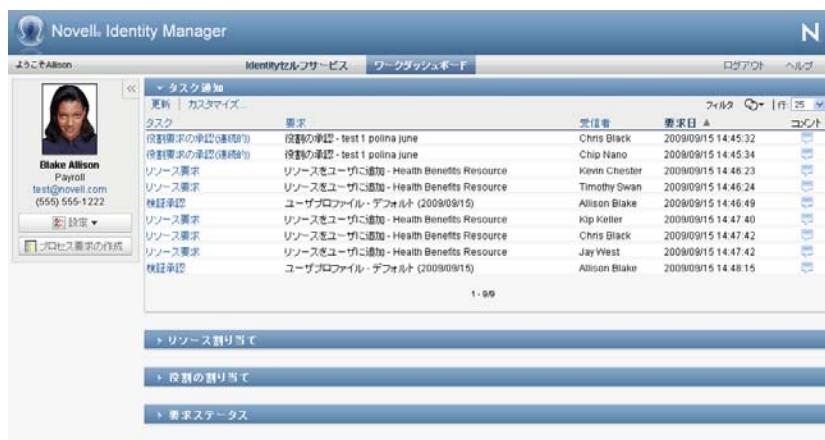 Novell® Identity Manager
N
ようこそAllison
Identityセルフサービス ワークダッシュボード
ログアウト ヘルプ
Blake Allison
Payroll
test@novell.com
(555) 555-1222
設定
プロセス要求の作成
タスク通知
更新 | カスタマイズ...
フィルタ | 行: 25
タスク 要求 受信者 要求日 コメント
役割要求の承認(連続的) 役割の承認 - test 1 polina june Chris Black 2009/09/15 14:45:32
役割要求の承認(連続的) 役割の承認 - test 1 polina june Chip Nano 2009/09/15 14:45:34
リソース要求 リソースをユーザに追加 - Health Benefits Resource Kevin Chester 2009/09/15 14:46:23
リソース要求 リソースをユーザに追加 - Health Benefits Resource Timothy Swan 2009/09/15 14:46:24
検証承認 ユーザプロファイル - デフォルト (2009/09/15) Allison Blake 2009/09/15 14:46:49
リソース要求 リソースをユーザに追加 - Health Benefits Resource Kip Keller 2009/09/15 14:47:40
リソース要求 リソースをユーザに追加 - Health Benefits Resource Chris Black 2009/09/15 14:47:42
リソース要求 リソースをユーザに追加 - Health Benefits Resource Jay West 2009/09/15 14:47:42
検証承認 ユーザプロファイル - デフォルト (2009/09/15) Allison Blake 2009/09/15 14:48:15
1 - 9/9
リソース割り当て
役割の割り当て
要求ステータス